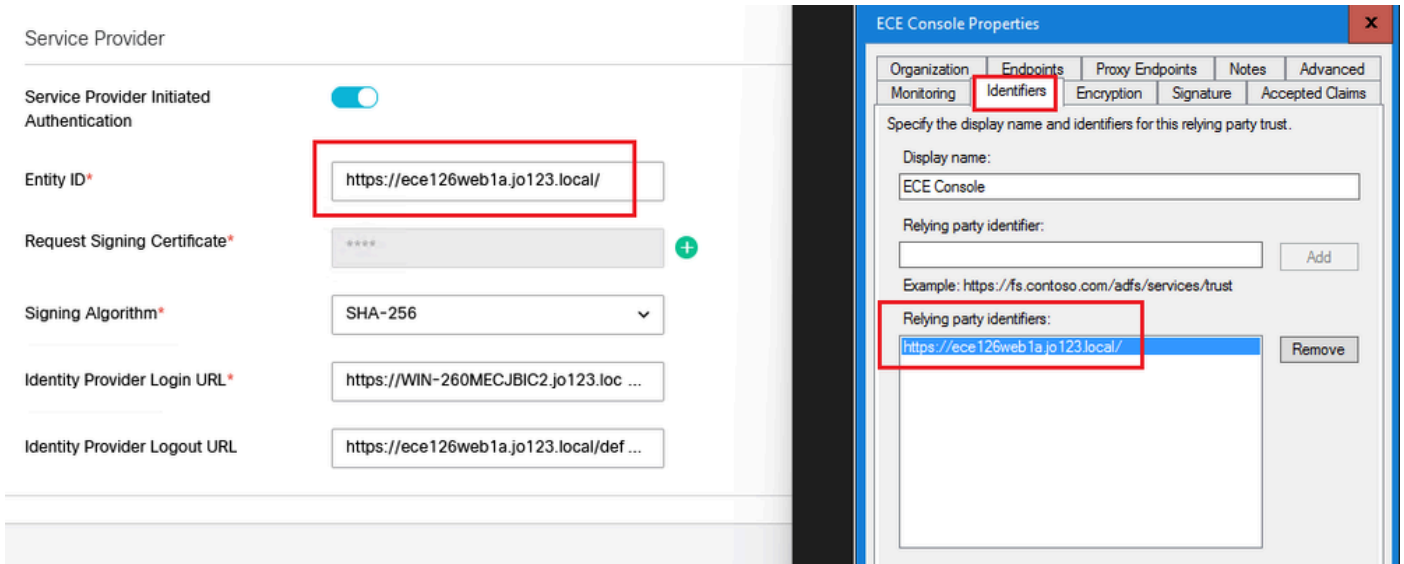 Service Provider
Service Provider Initiated
Authentication
Entity ID*
https://ece126web1a.jo123.local/
Request Signing Certificate*
****
Signing Algorithm*
SHA-256
Identity Provider Login URL*
https://WIN-260MECJBIC2.jo123.loc ...
Identity Provider Logout URL
https://ece126web1a.jo123.local/def ...
ECE Console Properties
x
Organization Endpoints Proxy Endpoints Notes Advanced
Monitoring Identifiers Encryption Signature Accepted Claims
Specify the display name and identifiers for this relying party trust.
Display name:
ECE Console
Relying party identifier:
Add
Example: https://fs.contoso.com/adfs/services/trust
Relying party identifiers:
https://ece126web1a.jo123.local/
Remove